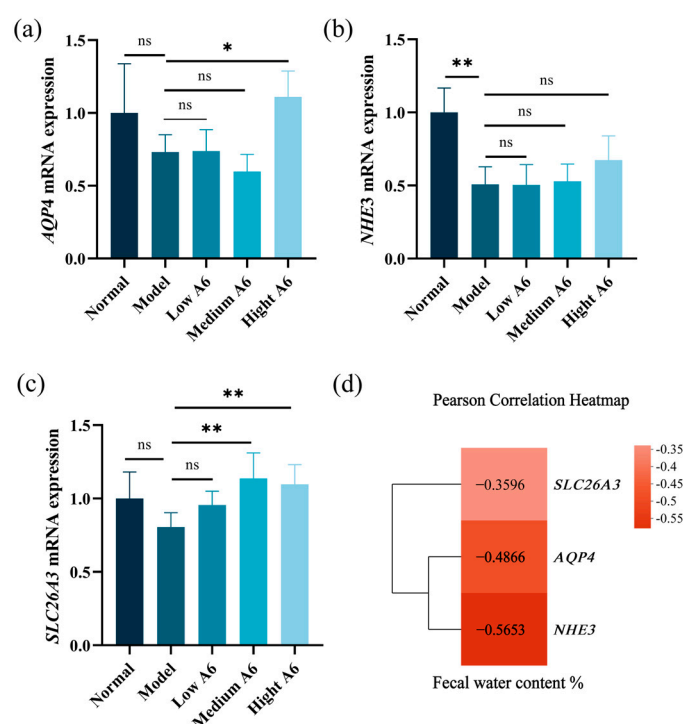 (a)
AQP4 mRNA expression
1.5
1.0
0.5
0.0
ns
*
ns
ns
Normal
Model
Low A6
Medium A6
Hight A6
(b)
NHE3 mRNA expression
1.5
1.0
0.5
0.0
**
ns
ns
ns
Normal
Model
Low A6
Medium A6
Hight A6
(c)
SLC26A3 mRNA expression
1.5
1.0
0.5
0.0
**
**
ns
ns
Normal
Model
Low A6
Medium A6
Hight A6
(d)
Pearson Correlation Heatmap
−0.3596
SLC26A3
−0.4866
AQP4
−0.5653
NHE3
Fecal water content %
-0.35
-0.4
-0.45
-0.5
-0.55